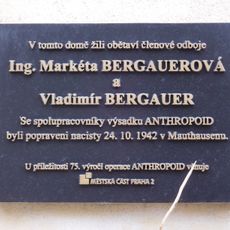 V tomto domě žili obětaví členové odboje
Ing. Markéta BERGAUEROVÁ
a
Vladimír BERGAUER
Se spolupracovníky výsadku ANTHROPOID
byli popraveni nacisty 24. 10. 1942 v Mauthausenu.
U příležitosti 75. výročí operace ANTHROPOID věnuje
MĚSTSKÁ ČÁST PRAHA 2